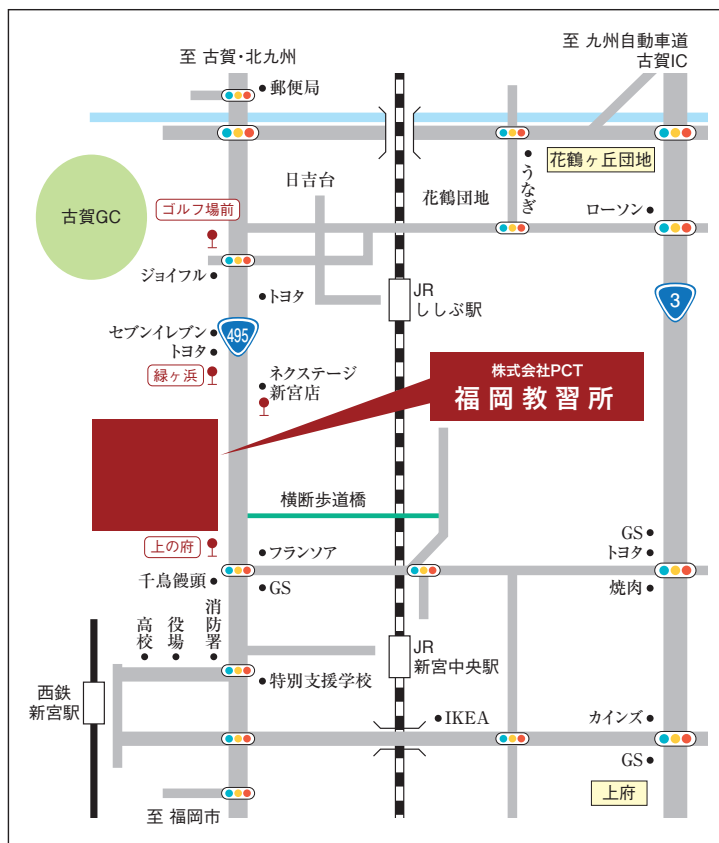 至 九州自動車道
古賀IC
至 古賀・北九州
郵便局
花鶴ヶ丘団地
うなぎ
日吉台
花鶴団地
古賀GC
ゴルフ場前
ローソン
ジョイフル
トヨタ
JR
ししぶ駅
3
495
セブンイレブン
トヨタ
緑ヶ浜
ネクステージ
新宮店
株式会社PCT
福岡教習所
横断歩道橋
上の府
フランソア
GS
トヨタ
千鳥饅頭
GS
焼肉
高校
役場
消防署
JR
新宮中央駅
特別支援学校
西鉄
新宮駅
IKEA
カインズ
GS
上府
至 福岡市